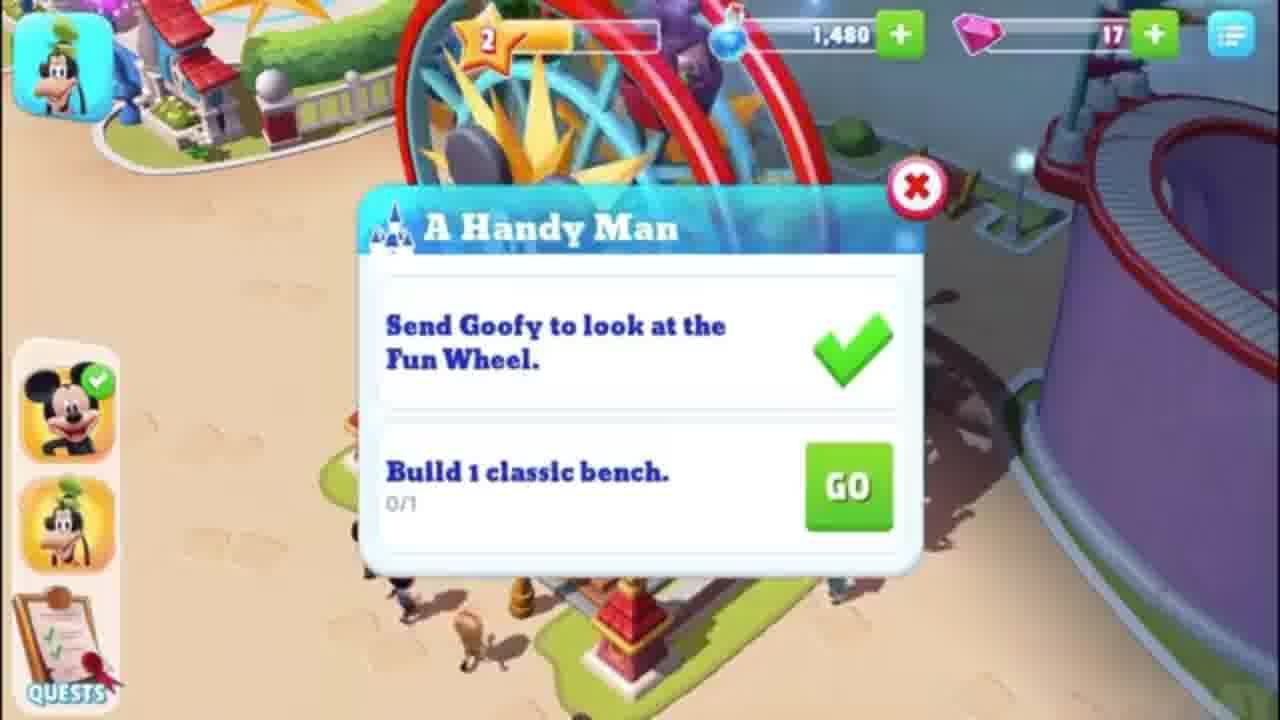 2
1,480
17
A Handy Man
Send Goofy to look at the
Fun Wheel.
Build 1 classic bench.
0/1
GO
QUESTS